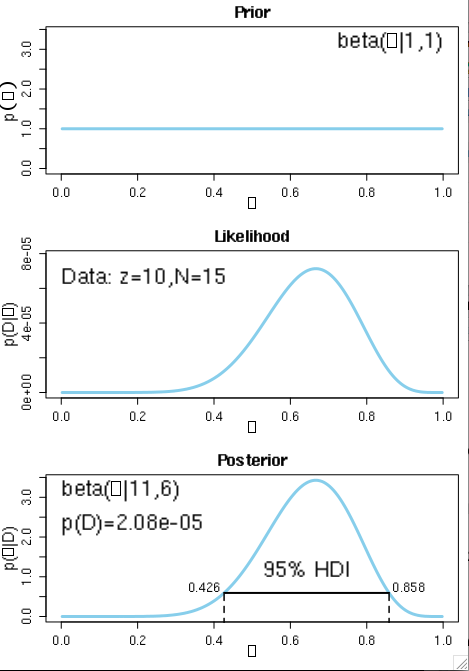 Prior
beta(▯|1,1)
p(▯)
0.0 1.0 2.0 3.0
0.0 0.2 0.4 0.6 0.8 1.0
▯
Likelihood
Data: z=10,N=15
p(D|▯)
0e+00 4e-05 8e-05
0.0 0.2 0.4 0.6 0.8 1.0
▯
Posterior
beta(▯|11,6)
p(D)=2.08e-05
95% HDI
0.426 0.858
p(▯|D)
0.0 1.0 2.0 3.0
0.0 0.2 0.4 0.6 0.8 1.0
▯